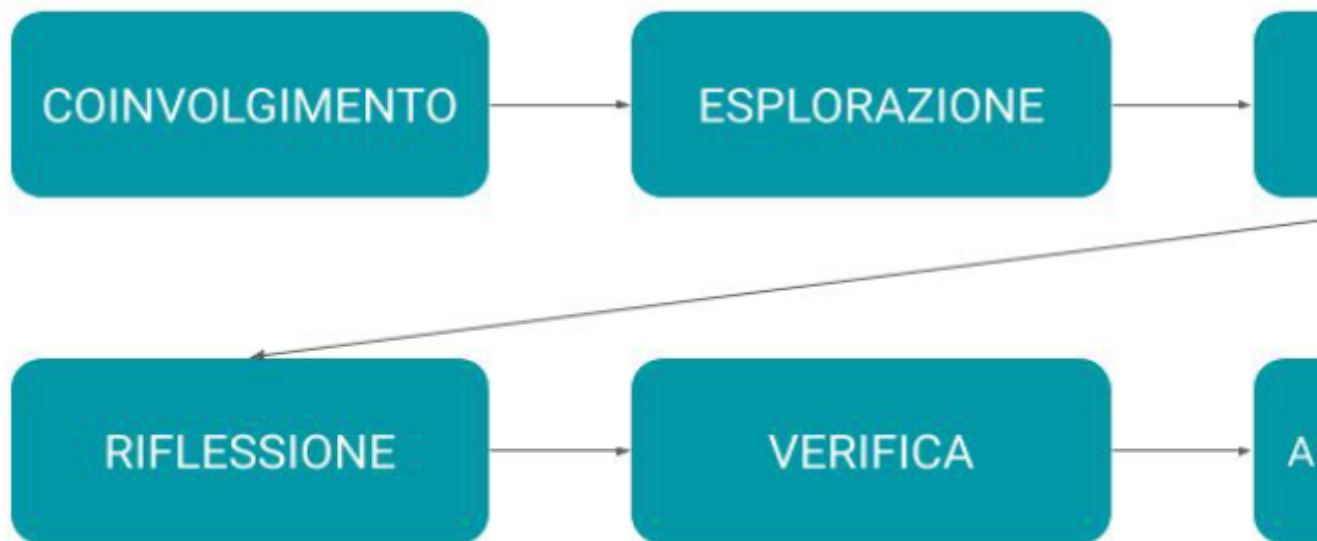 COINVOLGIMENTO
ESPLORAZIONE
RIFLESSIONE
VERIFICA
A